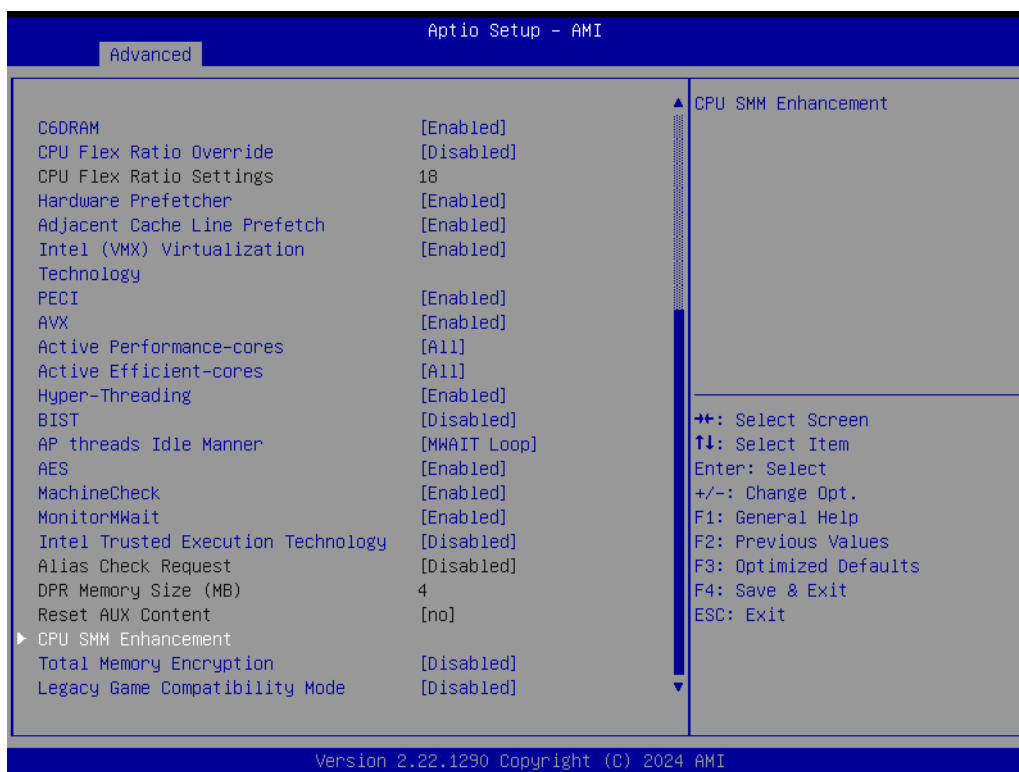 Aptio Setup – AMI
Advanced
C6DRAM [Enabled]
CPU Flex Ratio Override [Disabled]
CPU Flex Ratio Settings 18
Hardware Prefetcher [Enabled]
Adjacent Cache Line Prefetch [Enabled]
Intel (VMX) Virtualization [Enabled]
Technology
PECI [Enabled]
AVX [Enabled]
Active Performance-cores [All]
Active Efficient-cores [All]
Hyper-Threading [Enabled]
BIST [Disabled]
AP threads Idle Manner [MWAIT Loop]
AES [Enabled]
MachineCheck [Enabled]
MonitorMWait [Enabled]
Intel Trusted Execution Technology [Disabled]
Alias Check Request [Disabled]
DPR Memory Size (MB) 4
Reset AUX Content [no]
CPU SMM Enhancement
Total Memory Encryption [Disabled]
Legacy Game Compatibility Mode [Disabled]
CPU SMM Enhancement
→←: Select Screen
↑↓: Select Item
Enter: Select
+/-: Change Opt.
F1: General Help
F2: Previous Values
F3: Optimized Defaults
F4: Save & Exit
ESC: Exit
Version 2.22.1290 Copyright (C) 2024 AMI